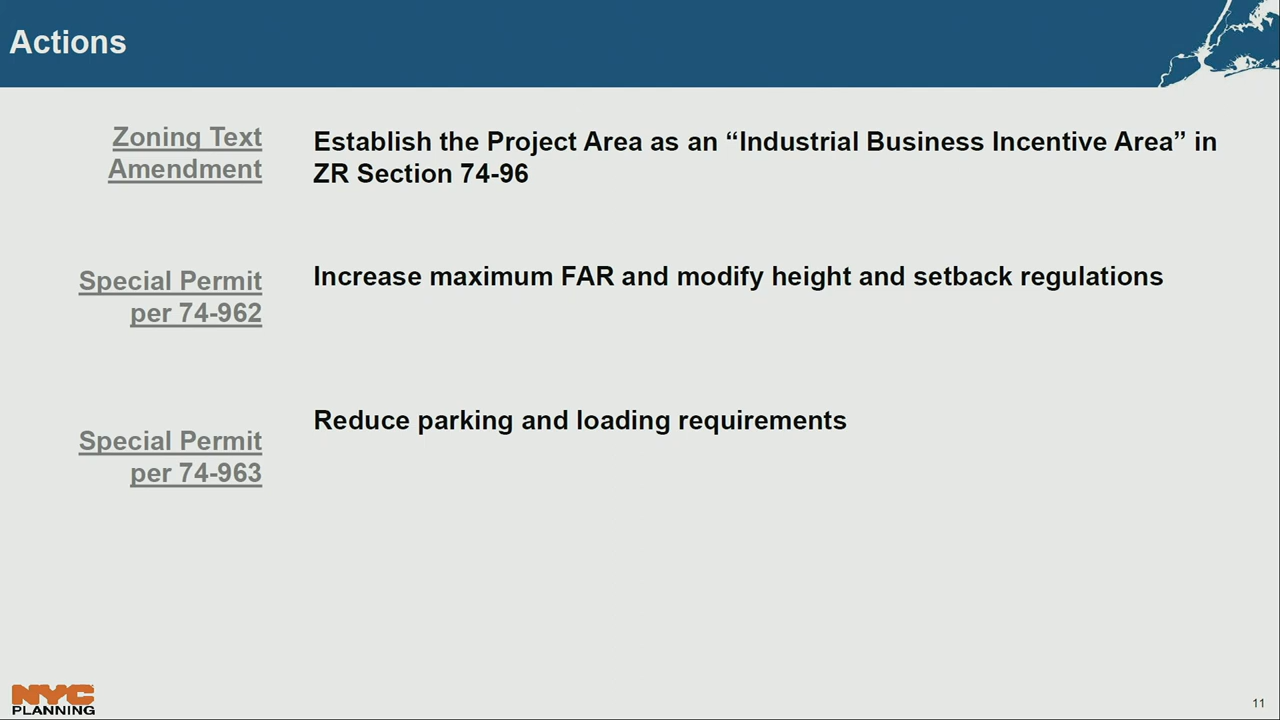 Actions
Zoning Text
Amendment
Establish the Project Area as an “Industrial Business Incentive Area” in
ZR Section 74-96
Special Permit
per 74-962
Increase maximum FAR and modify height and setback regulations
Special Permit
per 74-963
Reduce parking and loading requirements
NYC
PLANNING
11